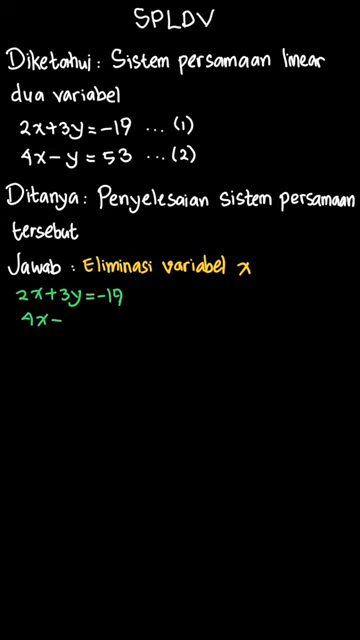 SPLDV
Diketahui : Sistem persamaan linear
dua variabel
2x+3y=-19 ... (1)
4x-y=53 ... (2)
Ditanya : Penyelesaian sistem persamaan
tersebut
Jawab : Eliminasi variabel x
2x+3y=-19
4x-